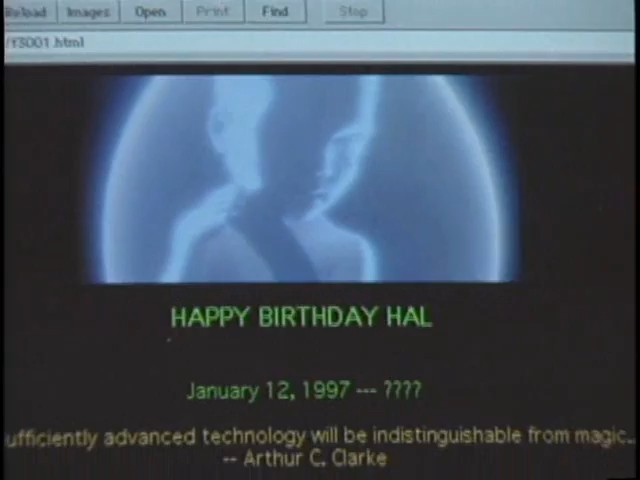 Reload Images Open Print Find Stop
/f3001.html
HAPPY BIRTHDAY HAL
January 12, 1997 --- ????
ufficiently advanced technology will be indistinguishable from magic..
-- Arthur C. Clarke